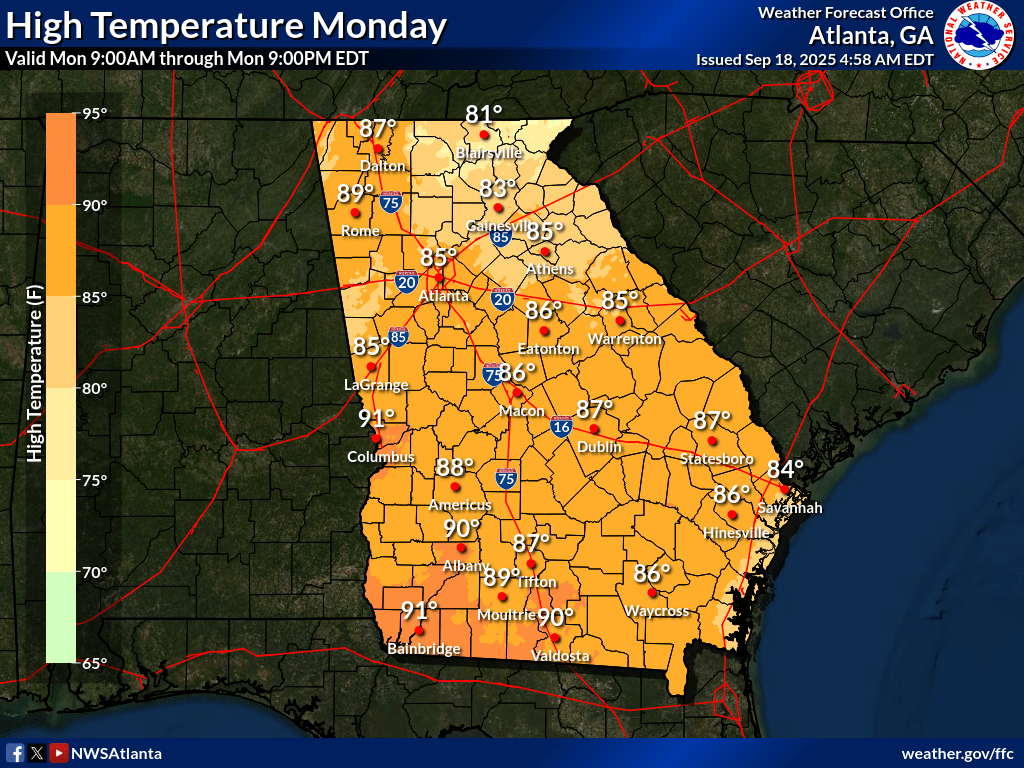 High Temperature Monday
Valid Mon 9:00AM through Mon 9:00PM EDT
Weather Forecast Office
Atlanta, GA
Issued Sep 18, 2025 4:58 AM EDT
NATIONAL WEATHER SERVICE
High Temperature (F)
95°
90°
85°
80°
75°
70°
65°
81°
Blairsville
87°
Dalton
83°
Gainesville
89°
Rome
75
85
85°
Athens
85°
Atlanta
20
20
86°
Eatonton
85°
Warrenton
85
85°
LaGrange
75
86°
Macon
91°
Columbus
16
87°
Dublin
87°
Statesboro
88°
Americus
75
84°
Savannah
86°
Hinesville
90°
Albany
87°
Tifton
89°
Moultrie
86°
Waycross
91°
Bainbridge
90°
Valdosta
NWSAtlanta
weather.gov/ffc